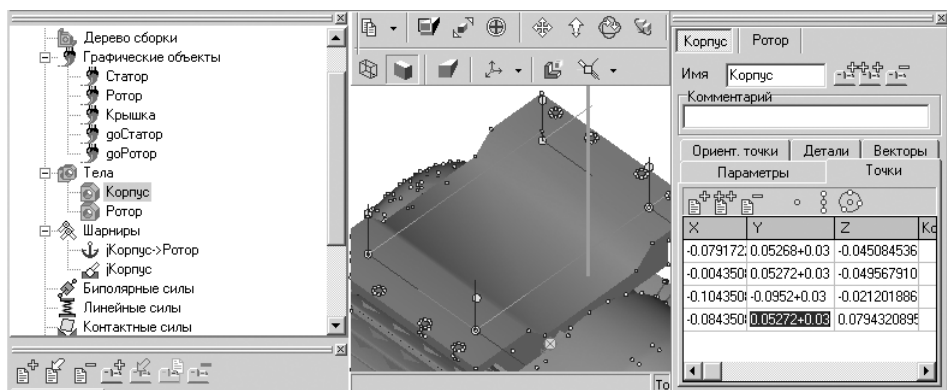 Дерево сборки
Графические объекты
Статор
Ротор
Крышка
goСтатор
goРотор
Тела
Корпус
Ротор
Шарниры
jКорпус->Ротор
jКорпус
Биполярные силы
Линейные силы
Контактные силы
То
Корпус Ротор
Имя Корпус
Комментарий
Ориент. точки Детали Векторы
Параметры Точки
X Y Z Ко
-0.079172 0.05268+0.03 -0.045084536
-0.004350 0.05272+0.03 -0.049567910
-0.104350 -0.0952+0.03 -0.021201886
-0.084350 0.05272+0.03 0.0794320895